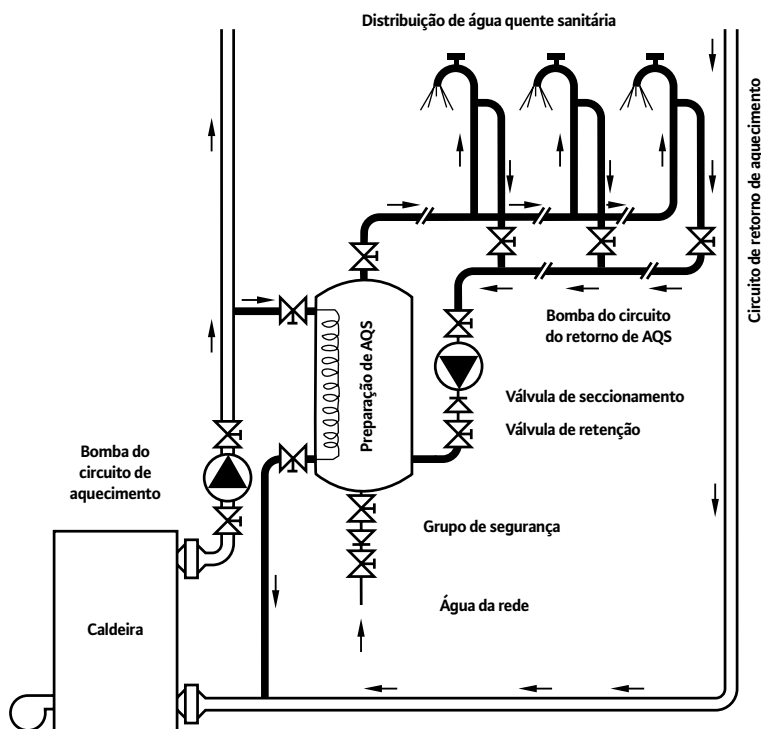 Distribuição de água quente sanitária
Circuito de retorno de aquecimento
Bomba do circuito
do retorno de AQS
Preparação de AQS
Válvula de seccionamento
Válvula de retenção
Bomba do
circuito de
aquecimento
Grupo de segurança
Água da rede
Caldeira